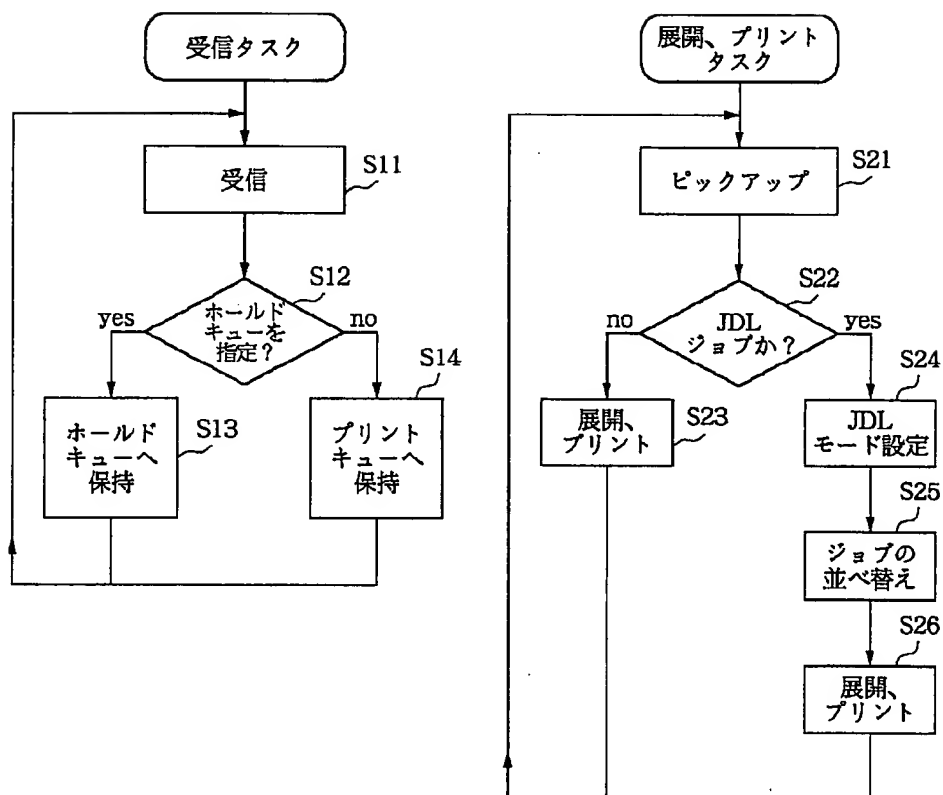 受信タスク
受信
S11
S12
ホールド
キューを
指定?
yes
no
S13
ホールド
キューへ
保持
S14
プリント
キューへ
保持
展開、プリント
タスク
ピックアップ
S21
S22
JDL
ジョブか?
no
yes
展開、
プリント
S23
S24
JDL
モード設定
S25
ジョブの
並べ替え
S26
展開、
プリント